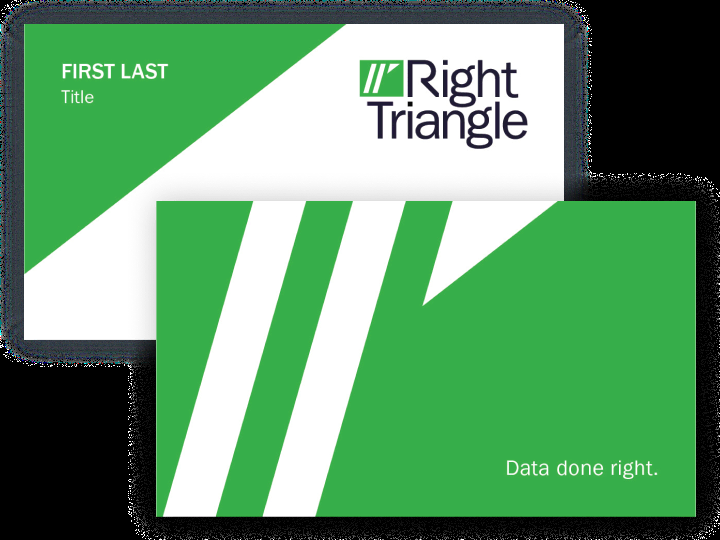 FIRST LAST
Title
Right
Triangle
Data done right.